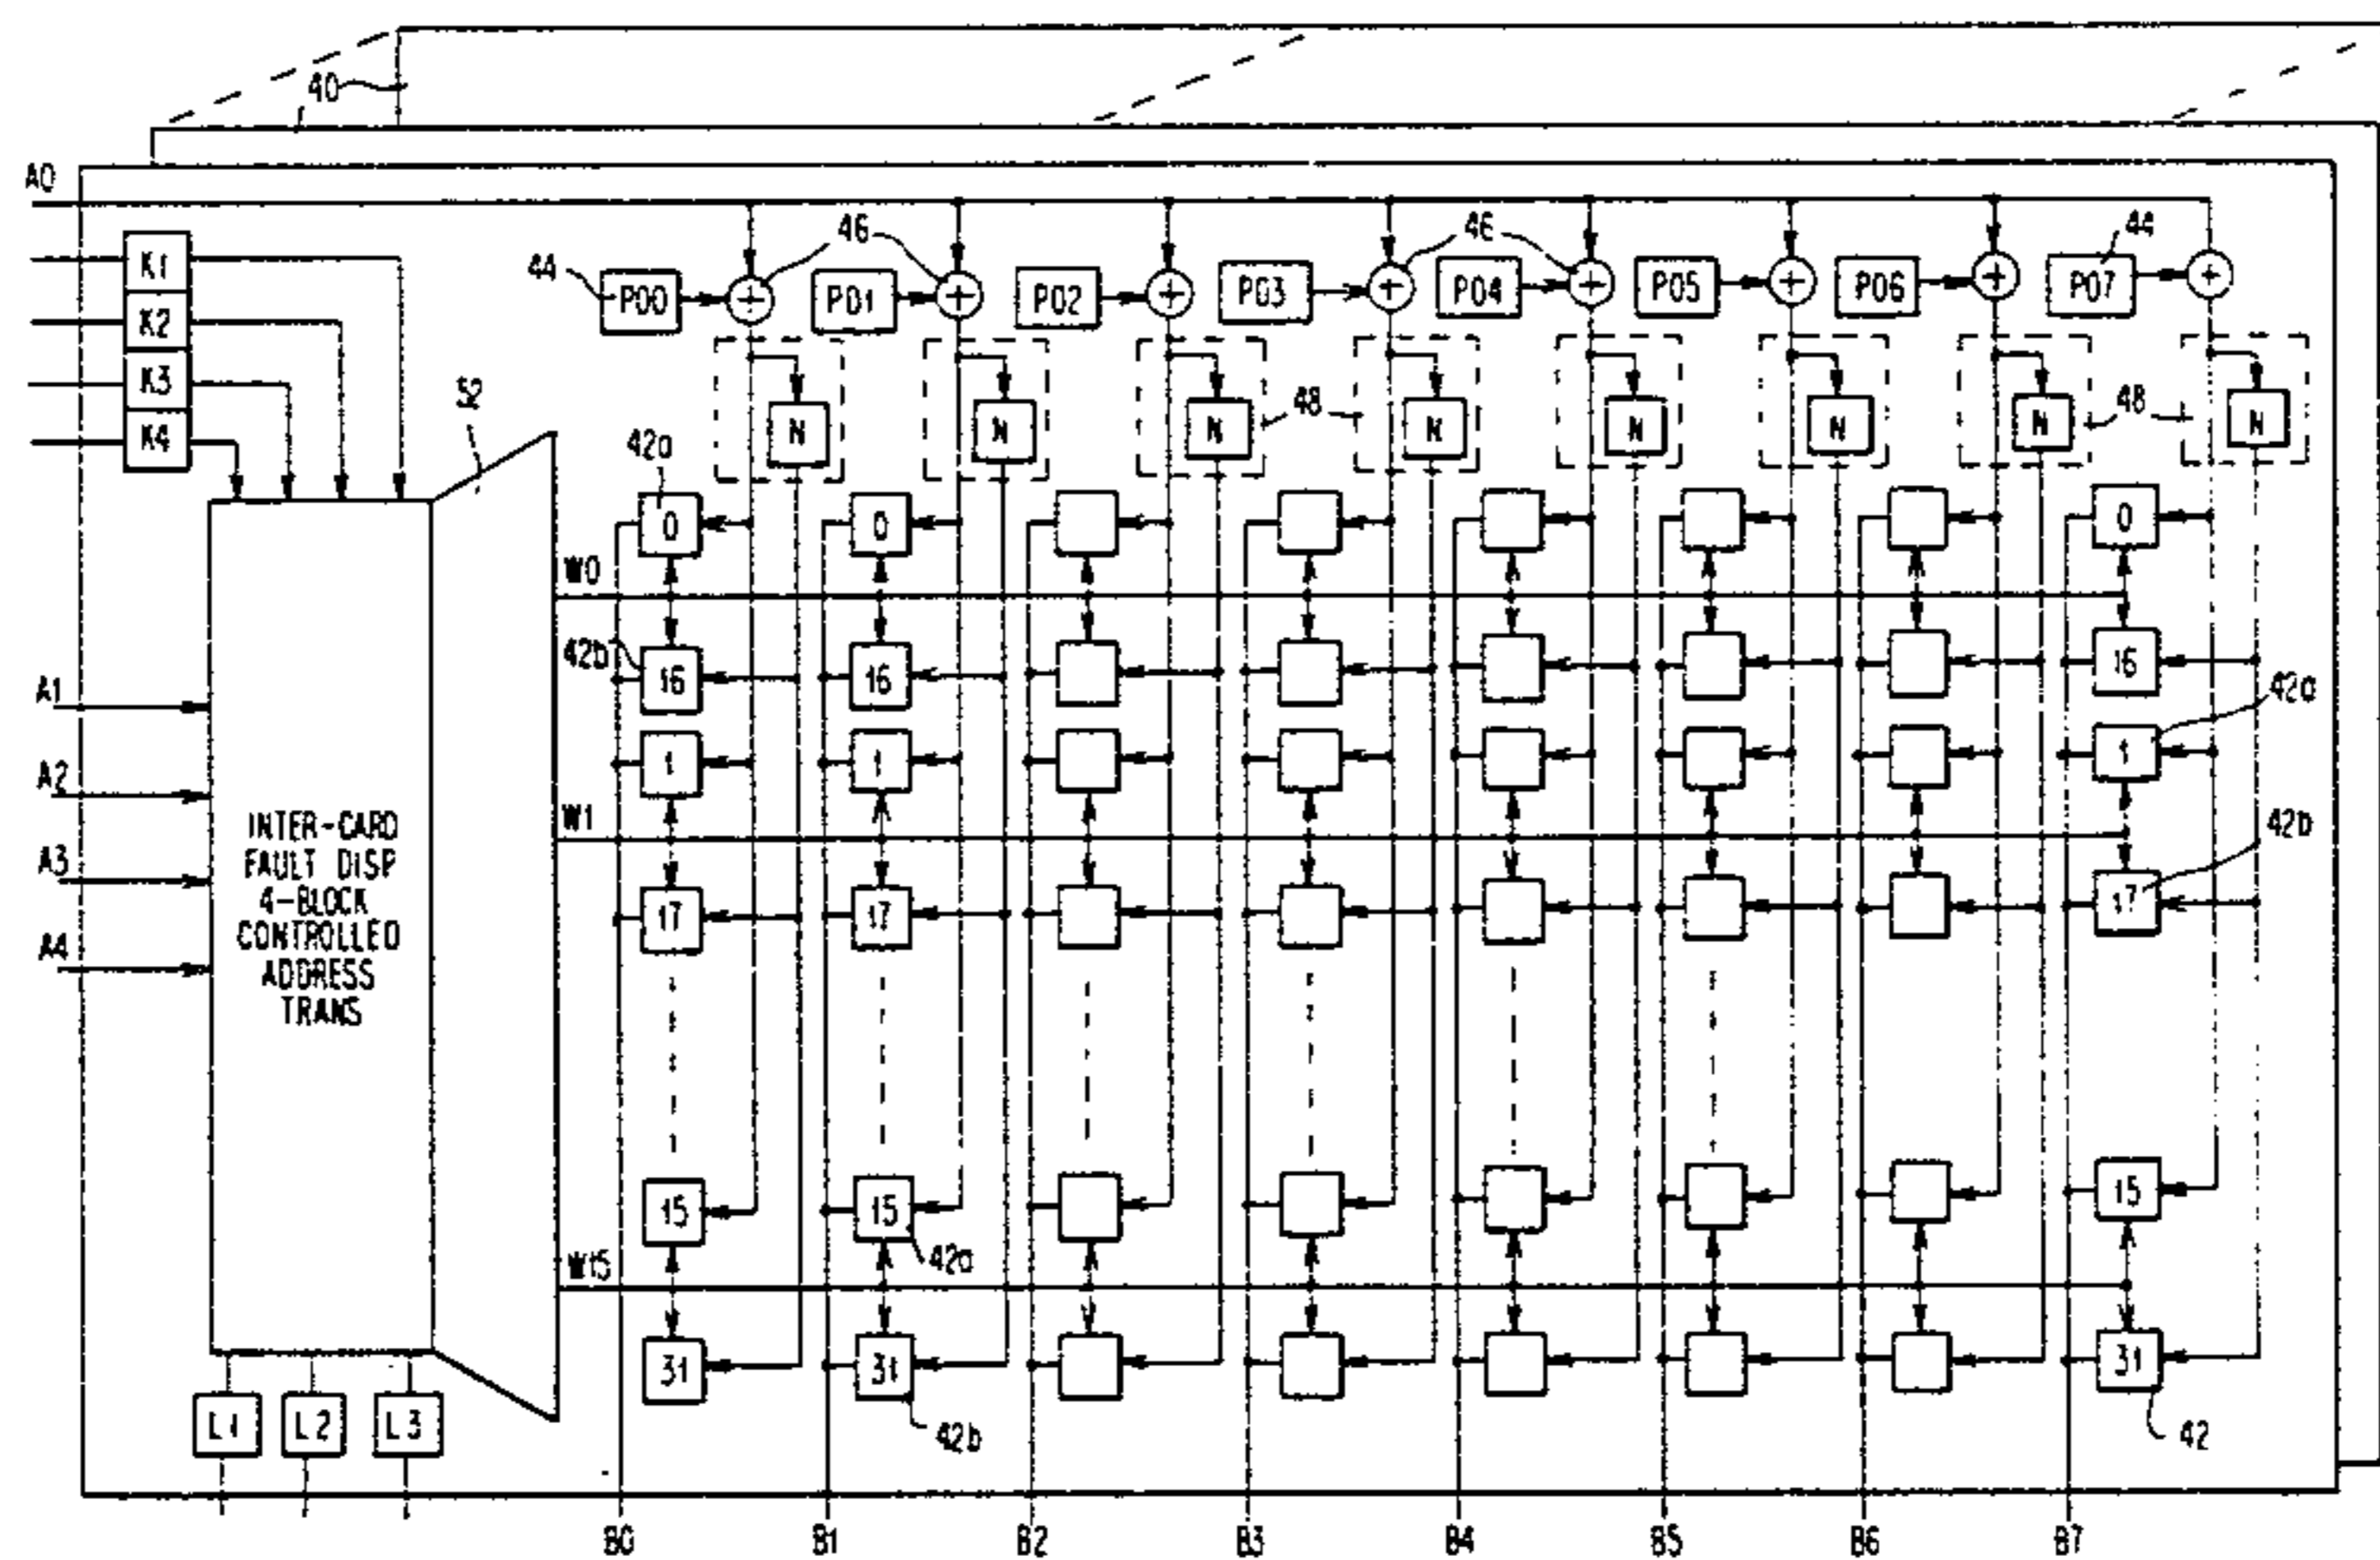 40
A0
46
46
44
44
K1
P00
P01
P02
P03
P04
P05
P06
P07
K2
K3
52
K4
N
N
N
48
N
N
N
N
48
N
42a
0
0
0
W0
42b
16
16
16
A1
42a
1
1
1
A2
W1
42b
INTER-CARD
FAULT DISP
4-BLOCK
CONTROLLED
ADDRESS
TRANS
A3
17
17
17
A4
15
15
15
42a
W15
31
31
31
L1
L2
L3
42b
42
B0
B1
B2
B3
B4
B5
B6
B7